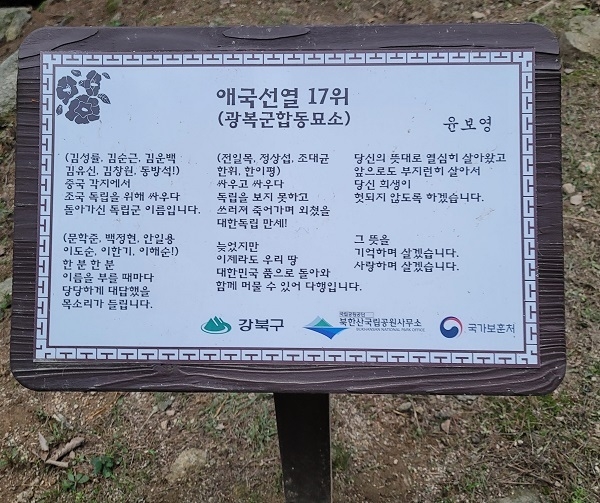 애국선열 17위
(광복군합동묘소)
윤보영
(김성률, 김순근, 김운백
김유신, 김찬원, 동방석!)
중국 각지에서
조국 독립을 위해 싸우다
돌아가신 독립군 이름입니다.
(문학준, 백정현, 안일용
이도순, 이한기, 이해순!)
한 분 한 분
이름을 부를 때마다
당당하게 대답했을
목소리가 들립니다.
(전일묵, 정상섭, 조대균
한휘, 한이평)
싸우고 싸우다
독립을 보지 못하고
쓰러져 죽어가며 외쳤을
대한독립 만세!
늦었지만
이제라도 우리 땅
대한민국 품으로 돌아와
함께 머물 수 있어 다행입니다.
당신의 뜻대로 열심히 살아왔고
앞으로도 부지런히 살아서
당신 희생이
헛되지 않도록 하겠습니다.
그 뜻을
기억하며 살겠습니다.
사랑하며 살겠습니다.
강북구
국립공원공단
북한산국립공원사무소
BUKHANSAN NATIONAL PARK OFFICE
국가보훈처